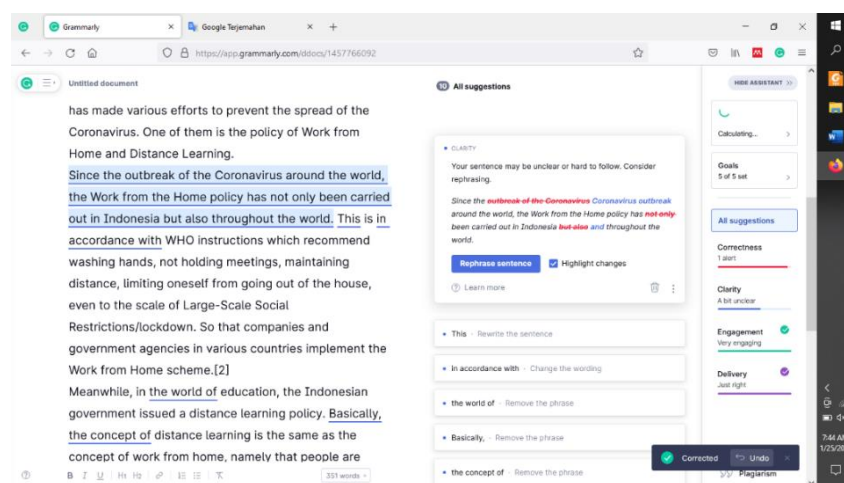 Grammarly
Google Terjemahan
https://app.grammarly.com/ddocs/1457766092
Untitled document
has made various efforts to prevent the spread of the
Coronavirus. One of them is the policy of Work from
Home and Distance Learning.
Since the outbreak of the Coronavirus around the world,
the Work from the Home policy has not only been carried
out in Indonesia but also throughout the world. This is in
accordance with WHO instructions which recommend
washing hands, not holding meetings, maintaining
distance, limiting oneself from going out of the house,
even to the scale of Large-Scale Social
Restrictions/lockdown. So that companies and
government agencies in various countries implement the
Work from Home scheme.[2]
Meanwhile, in the world of education, the Indonesian
government issued a distance learning policy. Basically,
the concept of distance learning is the same as the
concept of work from home, namely that people are
B I U H1 H2
351 words
10 All suggestions
CLARITY
Your sentence may be unclear or hard to follow. Consider
rephrasing.
Since the outbreak of the Coronavirus Coronavirus outbreak
around the world, the Work from the Home policy has not only
been carried out in Indonesia but also and throughout the
world.
Rephrase sentence Highlight changes
Learn more
This - Rewrite the sentence
in accordance with - Change the wording
the world of - Remove the phrase
Basically, - Remove the phrase
the concept of - Remove the phrase
HIDE ASSISTANT
Calculating...
Goals
5 of 5 set
All suggestions
Correctness
1 alert
Clarity
A bit unclear
Engagement
Very engaging
Delivery
Just right
Corrected Undo
Plagiarism
7:44 AM
1/25/20